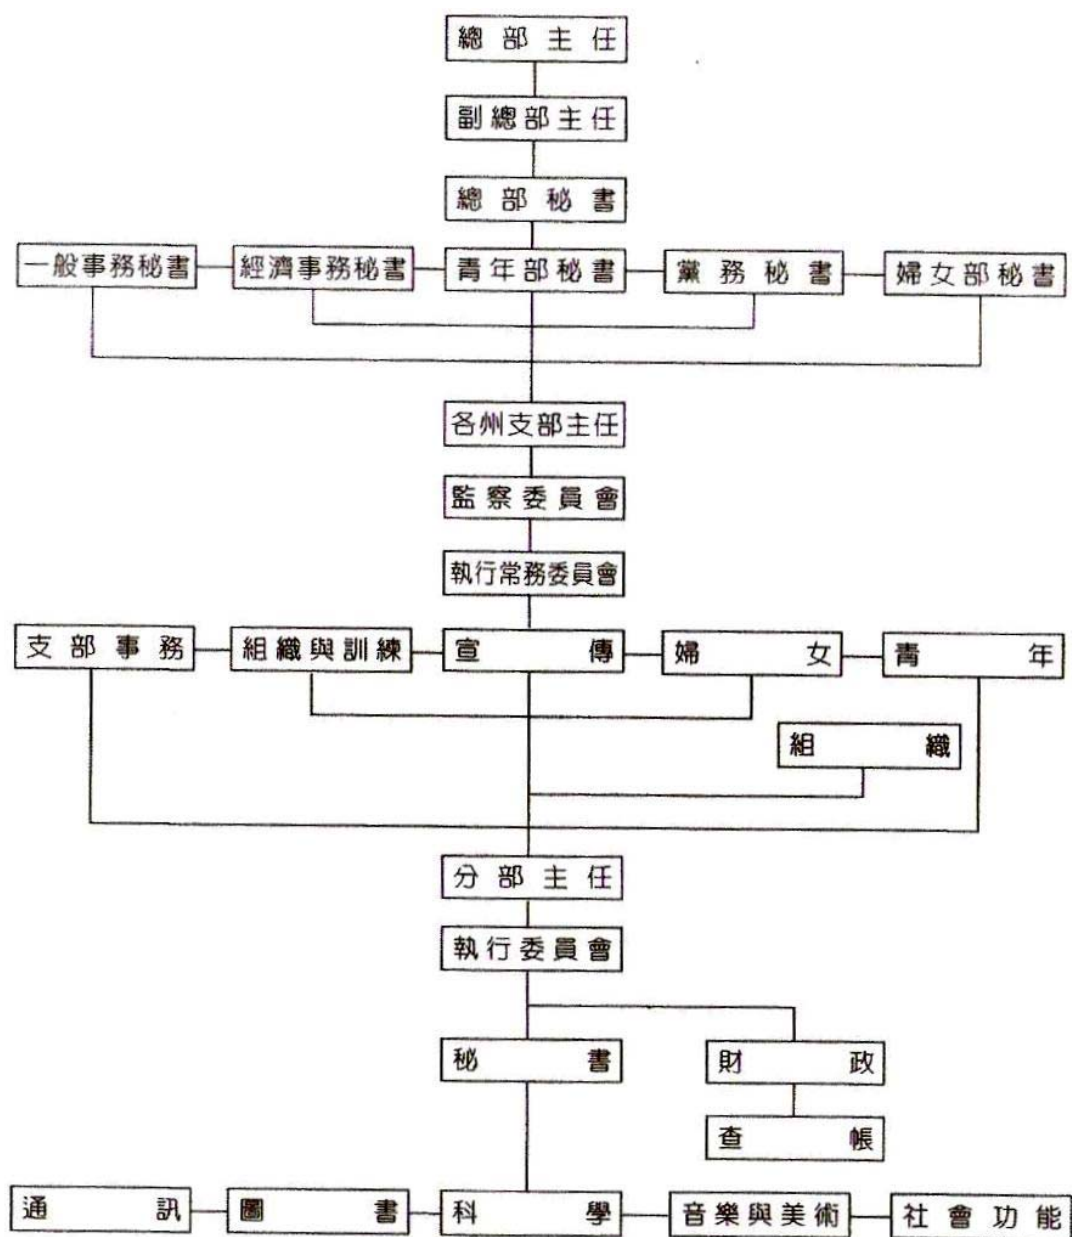 總部主任
副總部主任
總部秘書
一般事務秘書 經濟事務秘書 青年部秘書 黨務秘書 婦女部秘書
各州支部主任
監察委員會
執行常務委員會
支部事務 組織與訓練 宣傳 婦女 青年
組織
分部主任
執行委員會
秘書 財政
查帳
通訊 圖書 科學 音樂與美術 社會功能